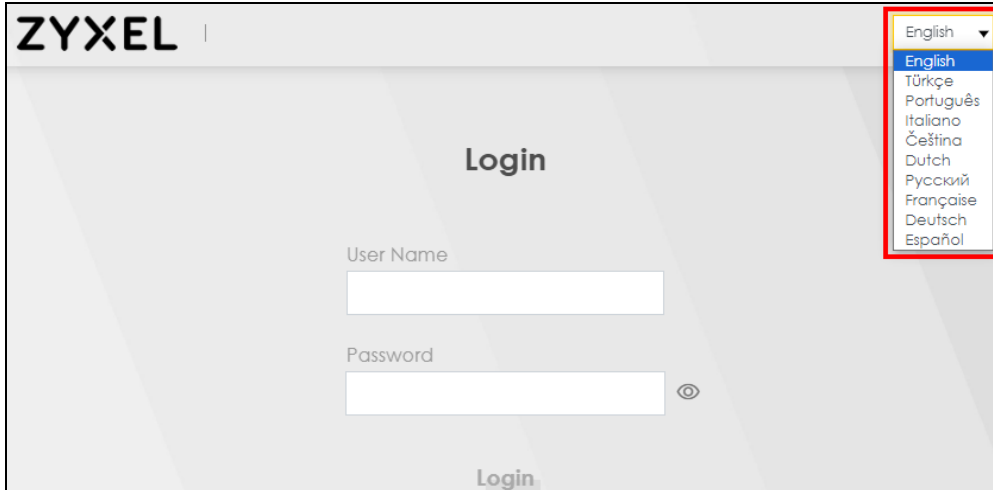 ZYXEL
English
English
Türkçe
Português
Italiano
Čeština
Dutch
Русский
Française
Deutsch
Español
Login
User Name
Password
Login